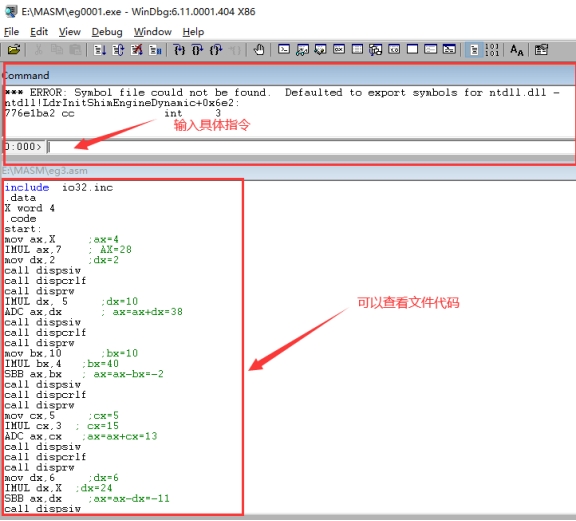 E:\MASM\eg0001.exe - WinDbg:6.11.0001.404 X86
File Edit View Debug Window Help
Command
*** ERROR: Symbol file could not be found.  Defaulted to export symbols for ntdll.dll -
ntdll!LdrInitShimEngineDynamic+0x6e2:
776e1ba2 cc              int     3
输入具体指令
0:000>
E:\MASM\eg3.asm
include  io32.inc
.data
X word 4
.code
start:
mov ax,X     ;ax=4
IMUL ax,7     ; AX=28
mov dx,2     ;dx=2
call dispsiw
call dispcrlf
call disprw
IMUL dx, 5      ;dx=10
ADC ax,dx      ; ax=ax+dx=38
可以查看文件代码
call dispsiw
call dispcrlf
call disprw
mov bx,10      ;bx=10
IMUL bx,4   ;bx=40
SBB ax,bx   ; ax=ax-bx=-2
call dispsiw
call dispcrlf
call disprw
mov cx,5     ;cx=5
IMUL cx,3  ; cx=15
ADC ax,cx   ;ax=ax+cx=13
call dispsiw
call dispcrlf
call disprw
mov dx,6     ;dx=6
IMUL dx,X  ;dx=24
SBB ax,dx    ;ax=ax-dx=-11
call dispsiw